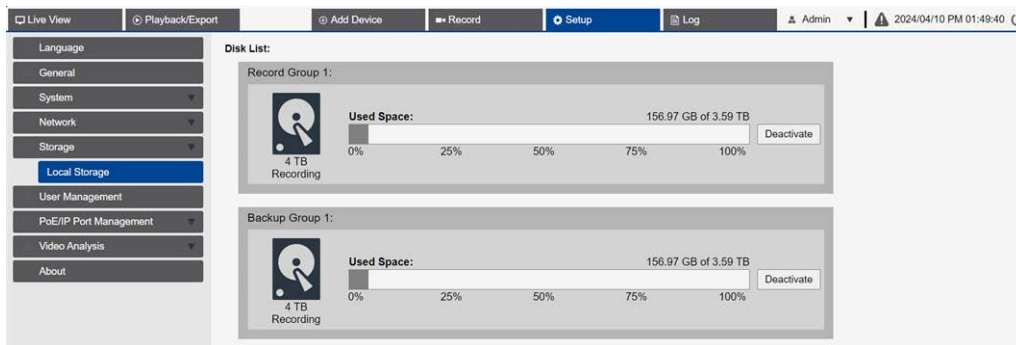 Live View Playback/Export Add Device Record Setup Log Admin 2024/04/10 PM 01:49:40
Language
General
System
Network
Storage
Local Storage
User Management
PoE/IP Port Management
Video Analysis
About
Disk List:
Record Group 1:
Used Space: 156.97 GB of 3.59 TB
Deactivate
0% 25% 50% 75% 100%
4 TB
Recording
Backup Group 1:
Used Space: 156.97 GB of 3.59 TB
Deactivate
0% 25% 50% 75% 100%
4 TB
Recording